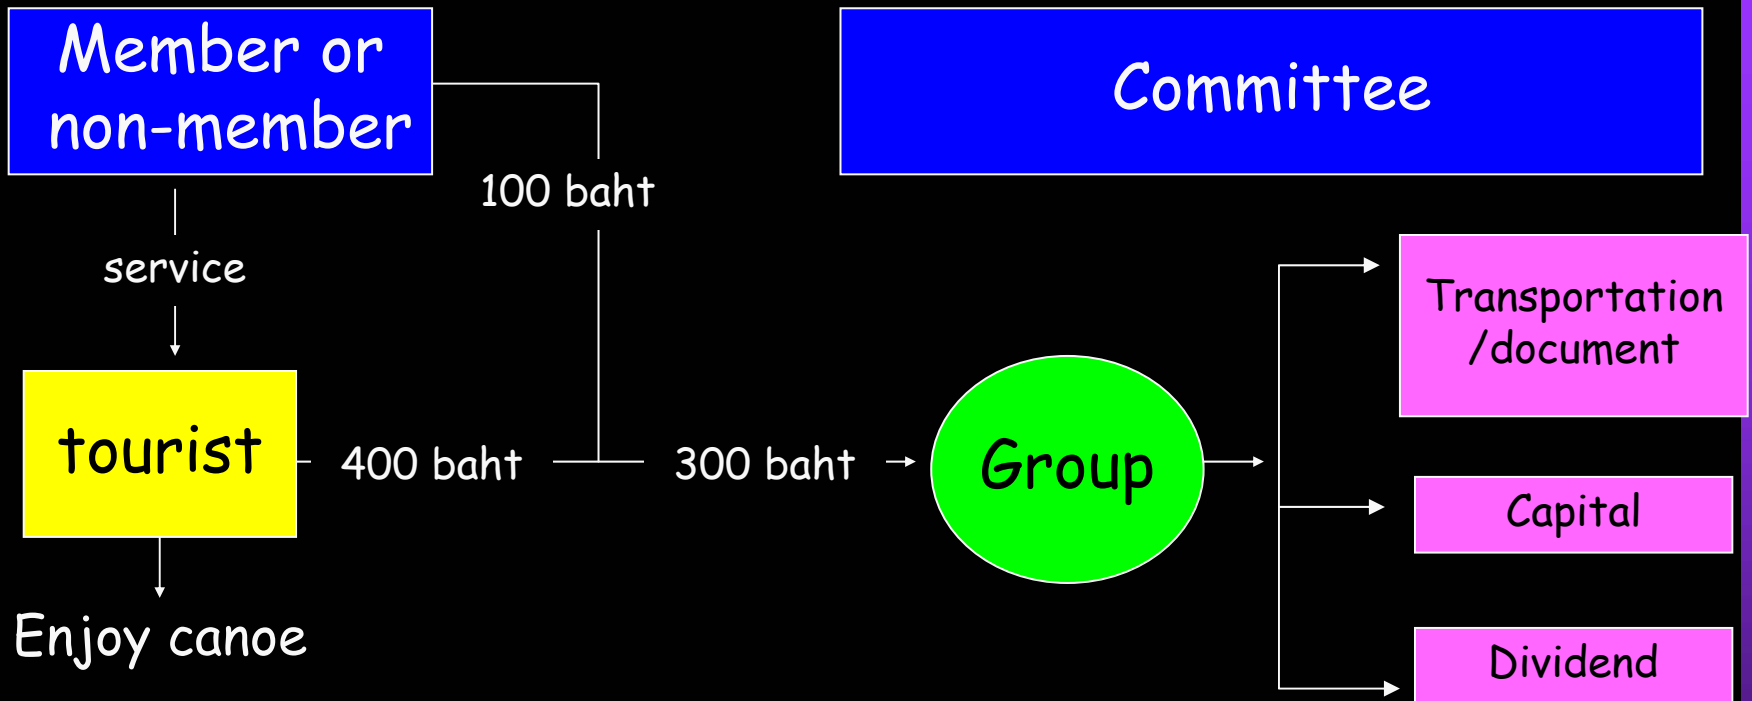 Member or
non-member
Committee
100 baht
service
Transportation
/document
tourist
400 baht
300 baht
Group
Capital
Enjoy canoe
Dividend